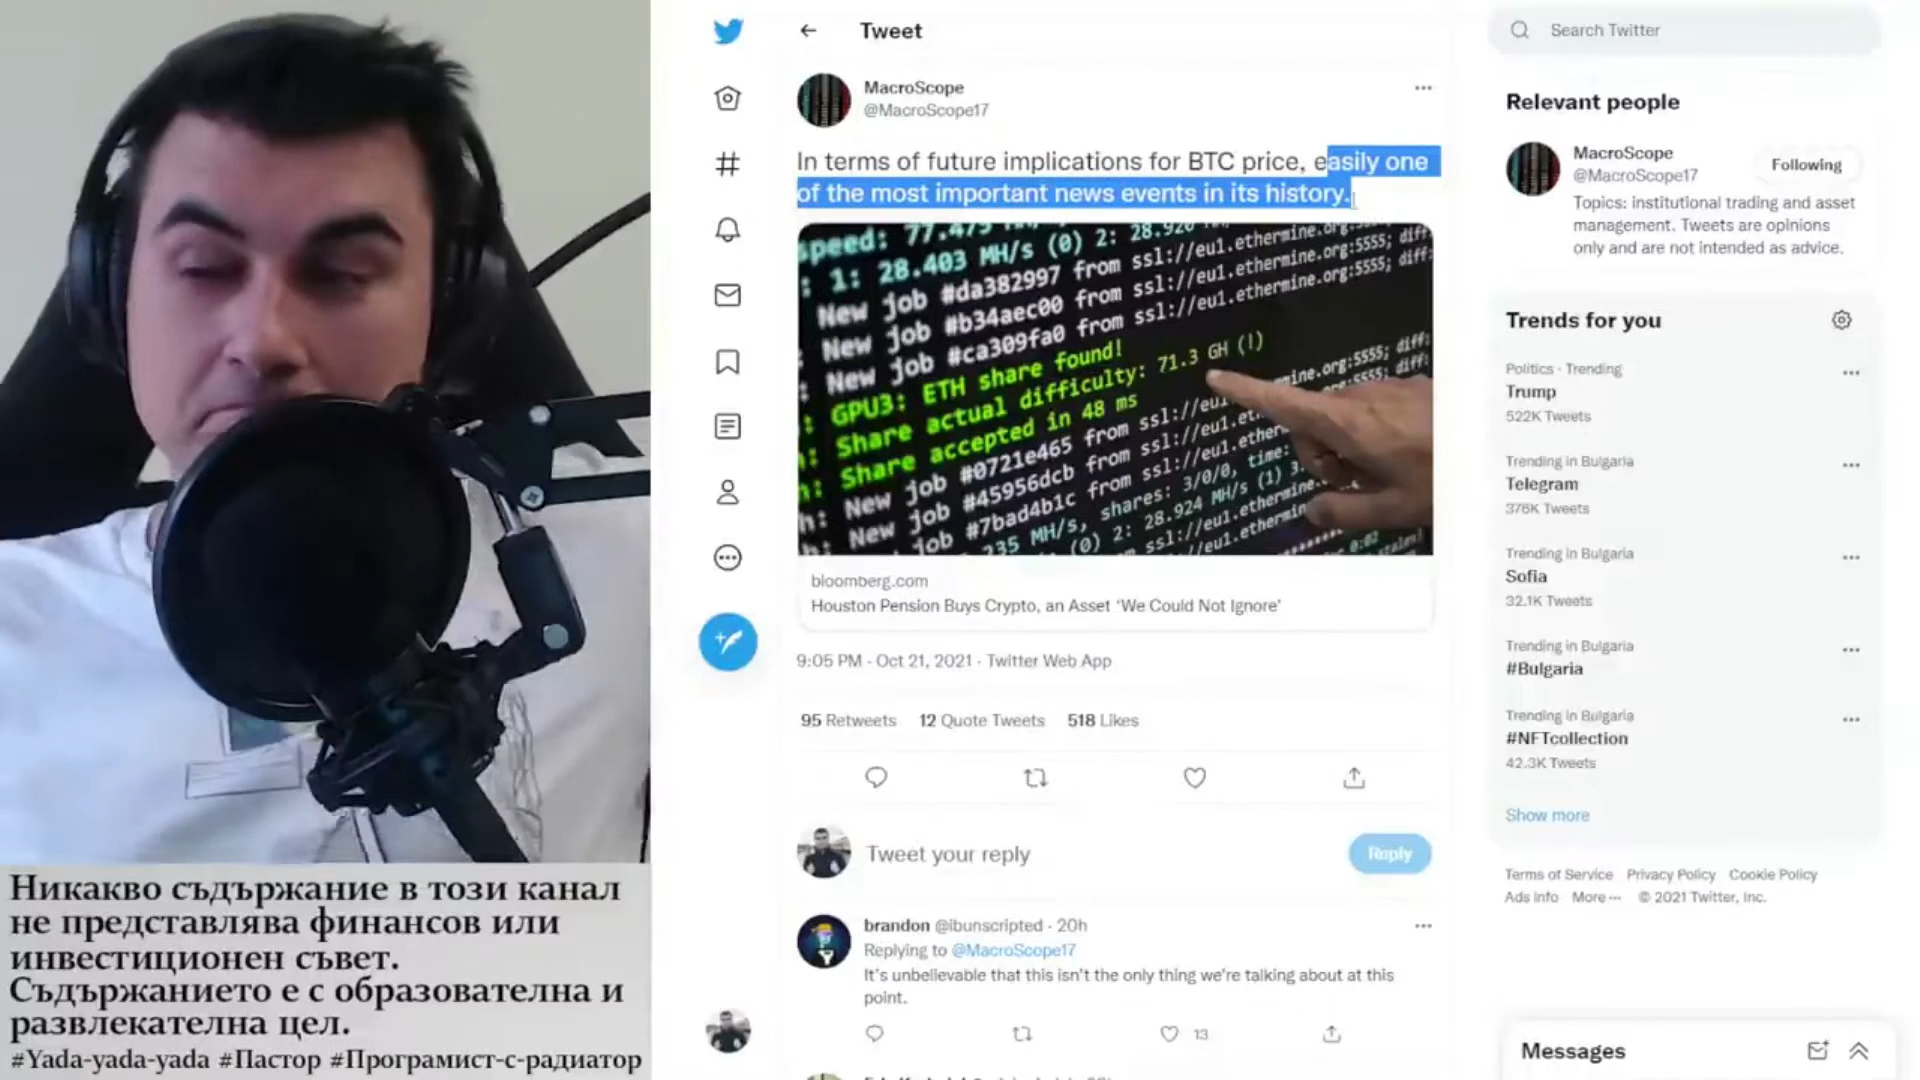 Tweet
Search Twitter
MacroScope
@MacroScope17
In terms of future implications for BTC price, easily one
of the most important news events in its history.
speed: 77.475
: 1: 28.403 MH/s (0) 2: 28.926
New job #da382997 from ssl://eu1.ethermine.org:5555; diff:
New job #b34aec00 from ssl://eu1.ethermine.org:5555; diff:
New job #ca309fa0 from ssl://eu1.ethermine.org:5555; diff:
: GPU3: ETH share found!
Share actual difficulty: 71.3 GH (!)
Share accepted in 48 ms
New job #0721e465 from ssl://eu1
New job #45956dcb from ssl://eu1.et
New job #7bad4b1c from ssl://eu1.ether
235 MH/s, shares: 3/0/0, time:
(0) 2: 28.924 MH/s (1) 3
job from ssl://eu1.ethermin
bloomberg.com
Houston Pension Buys Crypto, an Asset ‘We Could Not Ignore’
9:05 PM · Oct 21, 2021 · Twitter Web App
95 Retweets 12 Quote Tweets 518 Likes
Tweet your reply
Reply
brandon @ibunscripted · 20h
Replying to @MacroScope17
It's unbelievable that this isn't the only thing we're talking about at this
point.
13
Relevant people
MacroScope
@MacroScope17
Following
Topics: institutional trading and asset
management. Tweets are opinions
only and are not intended as advice.
Trends for you
Politics · Trending
Trump
522K Tweets
Trending in Bulgaria
Telegram
376K Tweets
Trending in Bulgaria
Sofia
32.1K Tweets
Trending in Bulgaria
#Bulgaria
Trending in Bulgaria
#NFTcollection
42.3K Tweets
Show more
Terms of Service Privacy Policy Cookie Policy
Ads info More ··· © 2021 Twitter, Inc.
Messages
Никакво съдържание в този канал
не представлява финансов или
инвестиционен съвет.
Съдържанието е с образователна и
развлекателна цел.
#Yada-yada-yada #Пастор #Програмист-с-радиатор